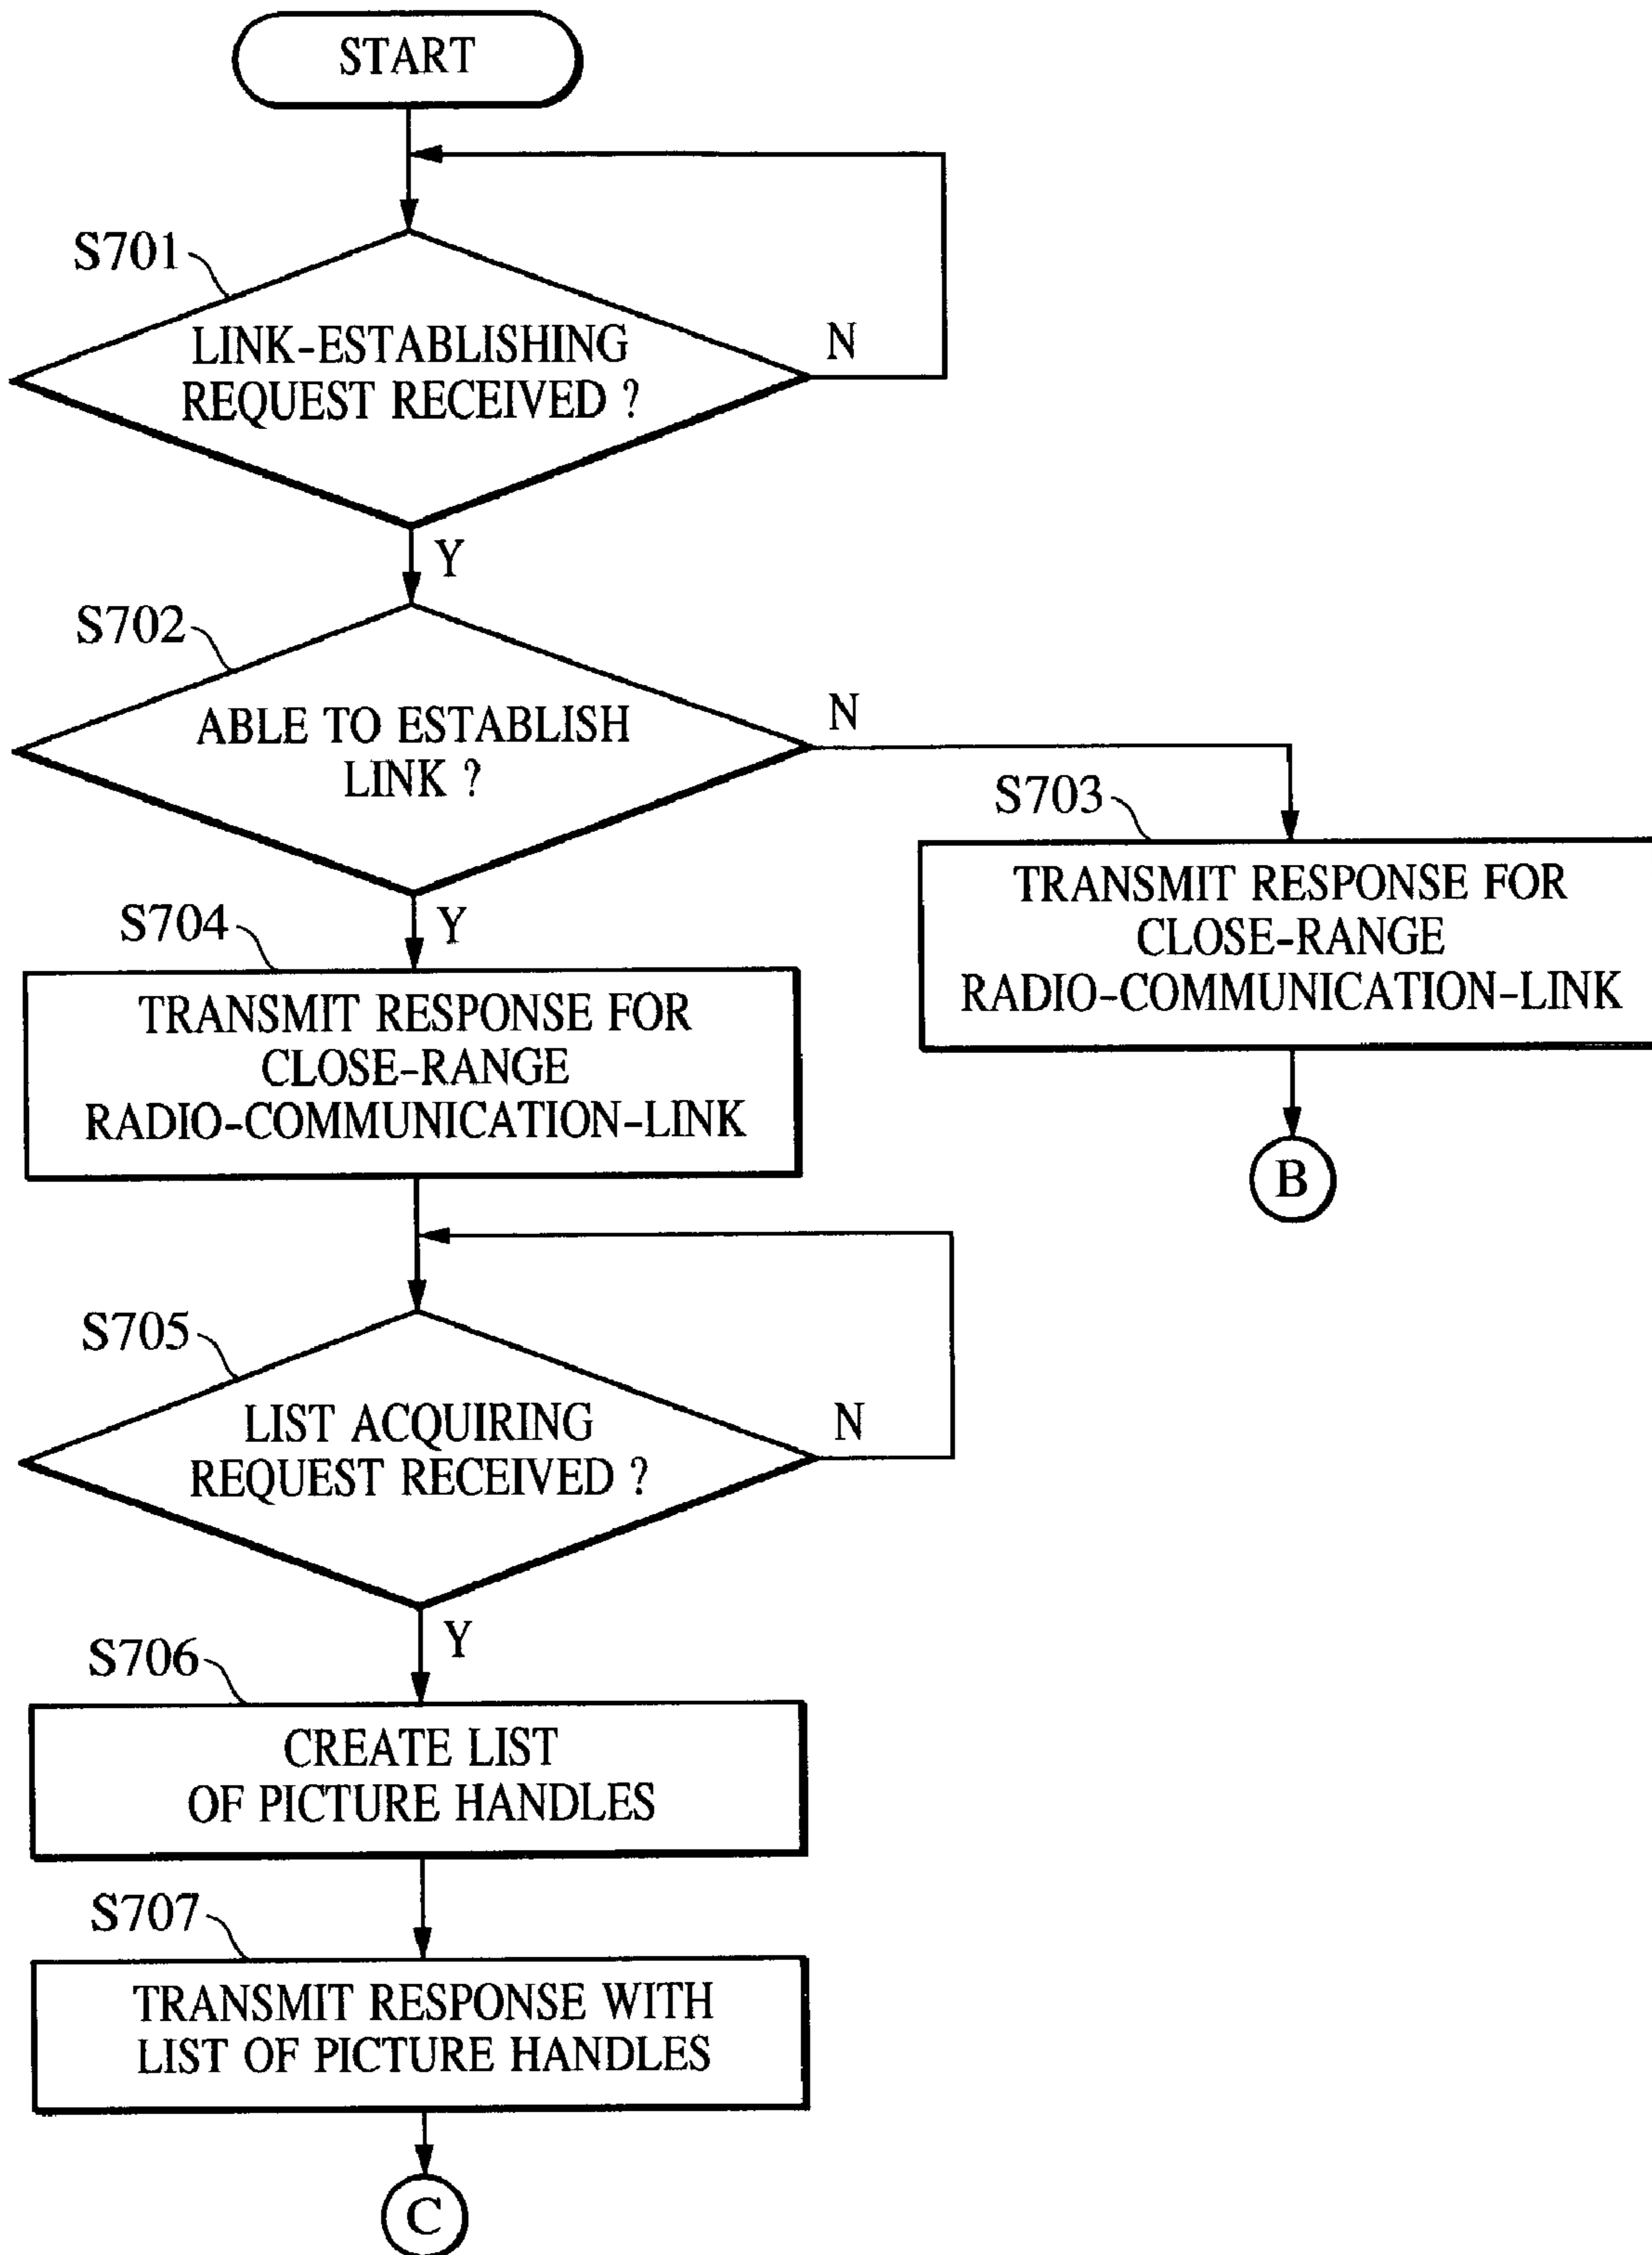 START
S701
LINK-ESTABLISHING
REQUEST RECEIVED ?
N
Y
S702
ABLE TO ESTABLISH
LINK ?
N
Y
S703
TRANSMIT RESPONSE FOR
CLOSE-RANGE
RADIO-COMMUNICATION-LINK
B
S704
TRANSMIT RESPONSE FOR
CLOSE-RANGE
RADIO-COMMUNICATION-LINK
S705
LIST ACQUIRING
REQUEST RECEIVED ?
N
Y
S706
CREATE LIST
OF PICTURE HANDLES
S707
TRANSMIT RESPONSE WITH
LIST OF PICTURE HANDLES
C